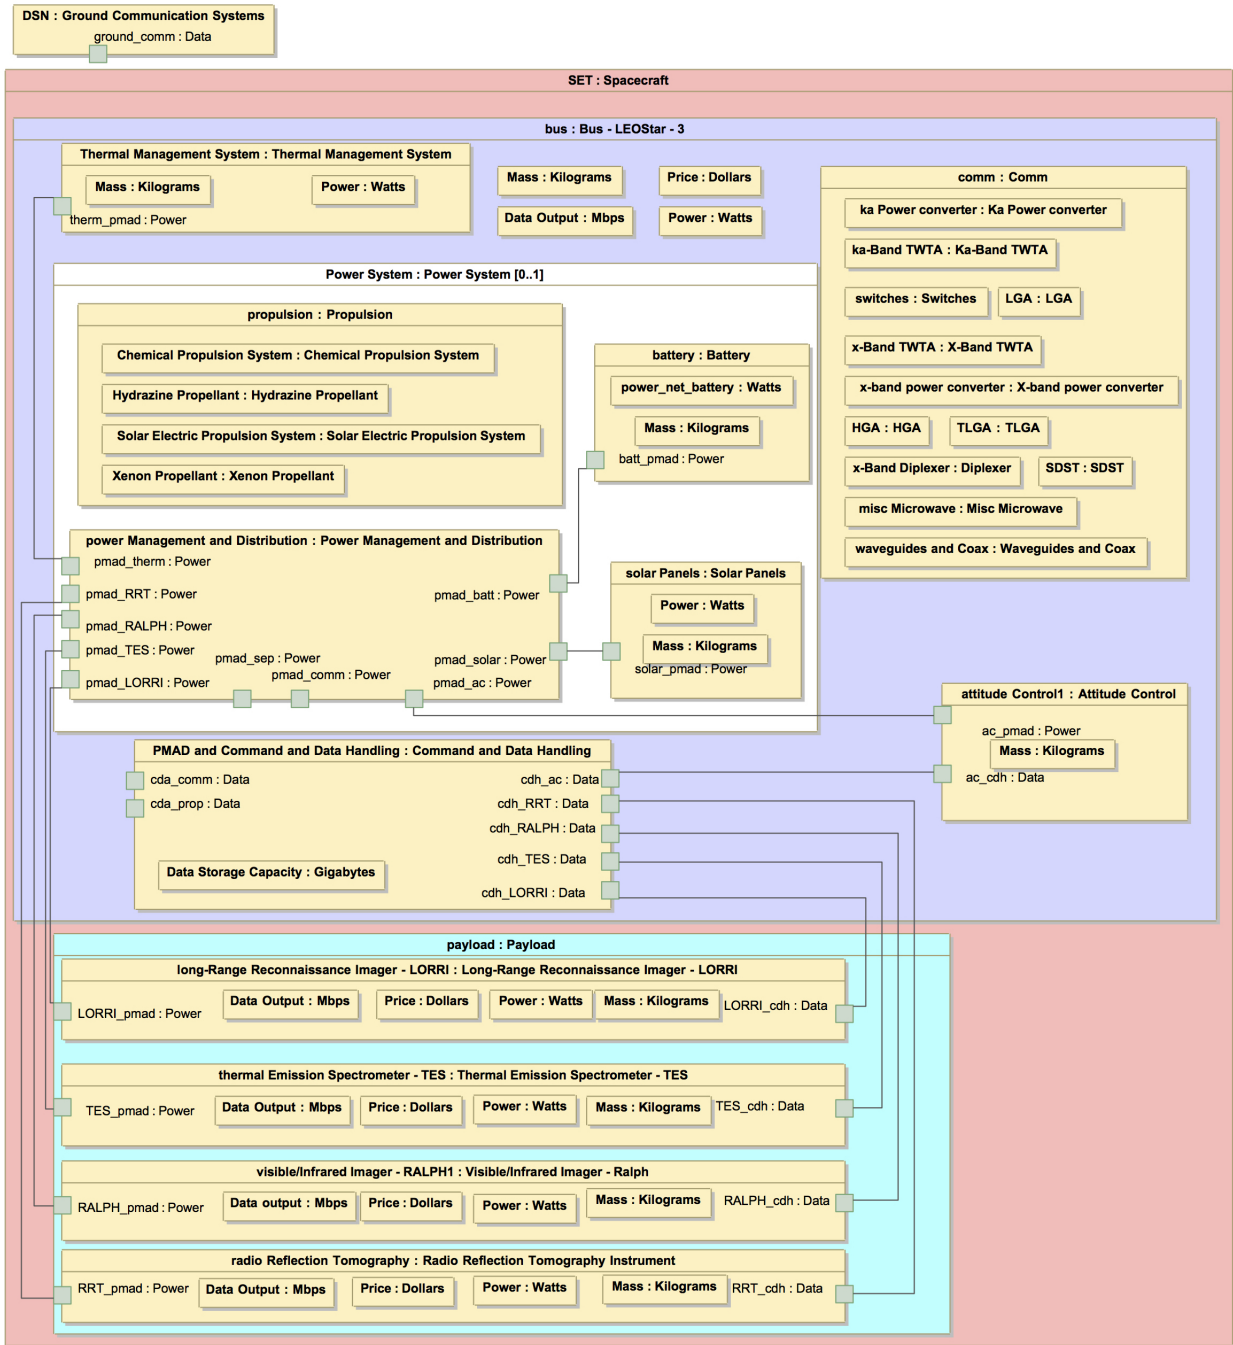 DSN : Ground Communication Systems
ground_comm : Data
SET : Spacecraft
bus : Bus - LEOStar - 3
Thermal Management System : Thermal Management System
Mass : Kilograms
Power : Watts
therm_pmad : Power
Mass : Kilograms
Price : Dollars
Data Output : Mbps
Power : Watts
comm : Comm
ka Power converter : Ka Power converter
ka-Band TWTA : Ka-Band TWTA
switches : Switches
LGA : LGA
x-Band TWTA : X-Band TWTA
x-band power converter : X-band power converter
HGA : HGA
TLGA : TLGA
x-Band Diplexer : Diplexer
SDST : SDST
misc Microwave : Misc Microwave
waveguides and Coax : Waveguides and Coax
Power System : Power System [0..1]
propulsion : Propulsion
Chemical Propulsion System : Chemical Propulsion System
Hydrazine Propellant : Hydrazine Propellant
Solar Electric Propulsion System : Solar Electric Propulsion System
Xenon Propellant : Xenon Propellant
battery : Battery
power_net_battery : Watts
Mass : Kilograms
batt_pmad : Power
power Management and Distribution : Power Management and Distribution
pmad_therm : Power
pmad_RRT : Power
pmad_RALPH : Power
pmad_TES : Power
pmad_LORRI : Power
pmad_sep : Power
pmad_comm : Power
pmad_batt : Power
pmad_solar : Power
pmad_ac : Power
solar Panels : Solar Panels
Power : Watts
Mass : Kilograms
solar_pmad : Power
attitude Control1 : Attitude Control
ac_pmad : Power
Mass : Kilograms
ac_cdh : Data
PMAD and Command and Data Handling : Command and Data Handling
cda_comm : Data
cda_prop : Data
cdh_ac : Data
cdh_RRT : Data
cdh_RALPH : Data
cdh_TES : Data
cdh_LORRI : Data
Data Storage Capacity : Gigabytes
payload : Payload
long-Range Reconnaissance Imager - LORRI : Long-Range Reconnaissance Imager - LORRI
LORRI_pmad : Power
Data Output : Mbps
Price : Dollars
Power : Watts
Mass : Kilograms
LORRI_cdh : Data
thermal Emission Spectrometer - TES : Thermal Emission Spectrometer - TES
TES_pmad : Power
Data Output : Mbps
Price : Dollars
Power : Watts
Mass : Kilograms
TES_cdh : Data
visible/Infrared Imager - RALPH1 : Visible/Infrared Imager - Ralph
RALPH_pmad : Power
Data output : Mbps
Price : Dollars
Power : Watts
Mass : Kilograms
RALPH_cdh : Data
radio Reflection Tomography : Radio Reflection Tomography Instrument
RRT_pmad : Power
Data Output : Mbps
Price : Dollars
Power : Watts
Mass : Kilograms
RRT_cdh : Data